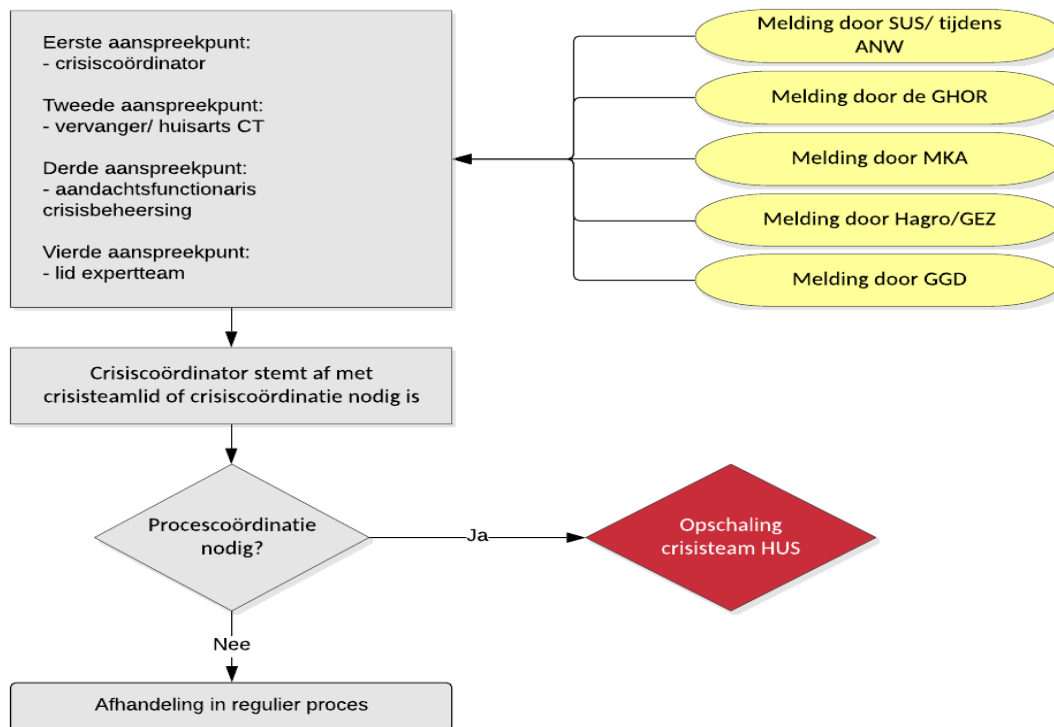 Eerste aanspreekpunt:
- crisiscoördinator
Tweede aanspreekpunt:
- vervanger/ huisarts CT
Derde aanspreekpunt:
- aandachtsfunctionaris
crisisbeheersing
Vierde aanspreekpunt:
- lid expertteam
Melding door SUS/ tijdens
ANW
Melding door de GHOR
Melding door MKA
Melding door Hagro/GEZ
Melding door GGD
Crisiscoördinator stemt af met
crisisteamlid of crisiscoördinatie nodig is
Procescoördinatie
nodig?
Ja
Opschaling
crisisteam HUS
Nee
Afhandeling in regulier proces